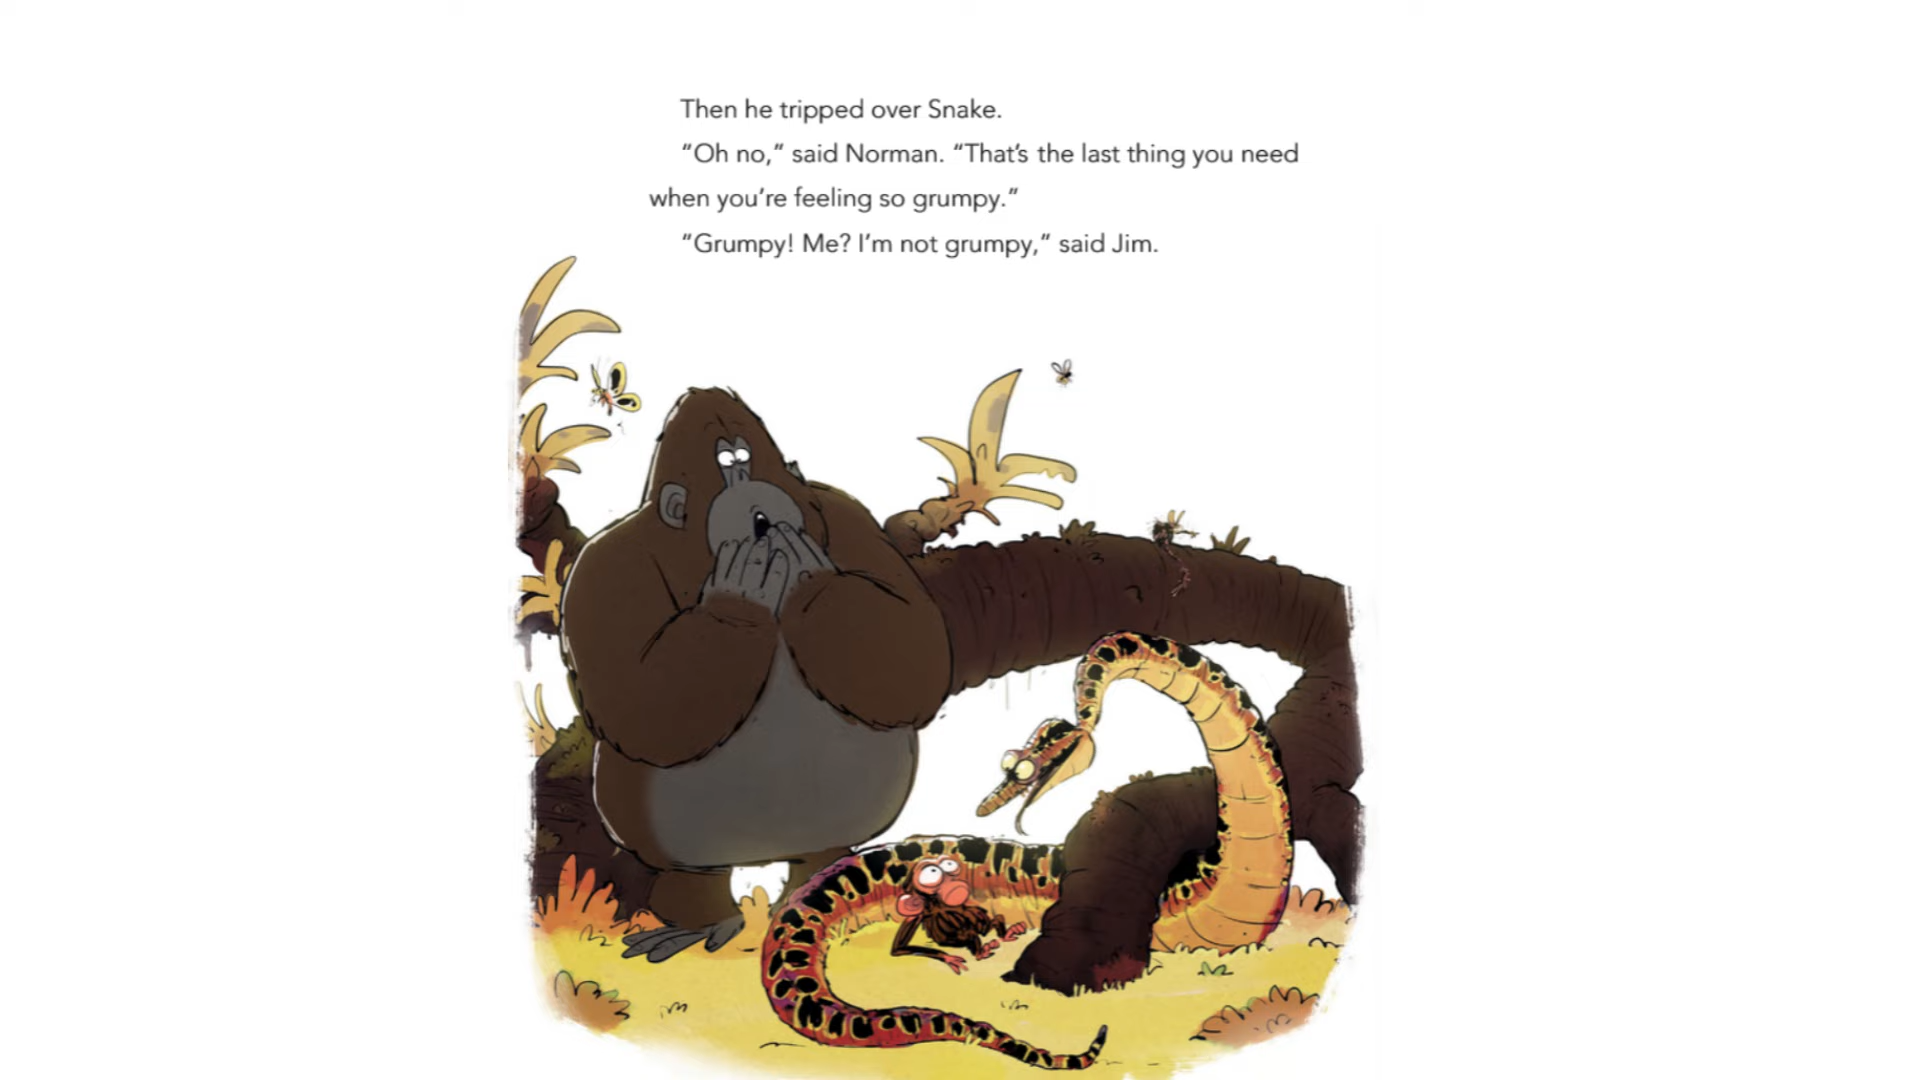 Then he tripped over Snake.
“Oh no,” said Norman. “That’s the last thing you need
when you’re feeling so grumpy.”
“Grumpy! Me? I’m not grumpy,” said Jim.